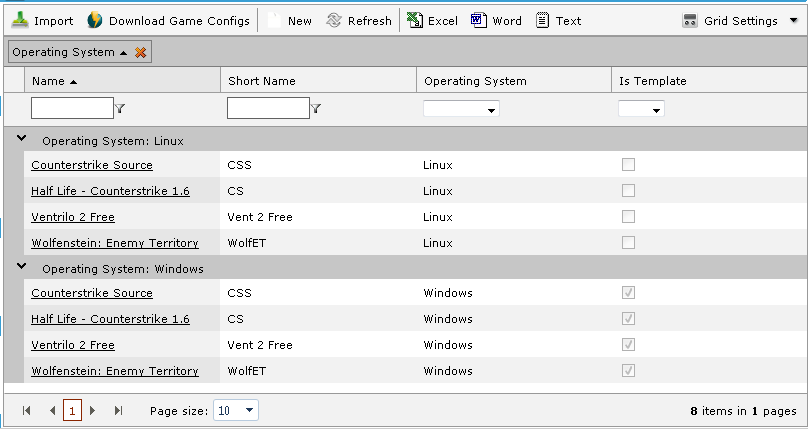 Import Download Game Configs New Refresh Excel Word Text Grid Settings
Operating System
Name Short Name Operating System Is Template
Operating System: Linux
Counterstrike Source CSS Linux
Half Life - Counterstrike 1.6 CS Linux
Ventrilo 2 Free Vent 2 Free Linux
Wolfenstein: Enemy Territory WolfET Linux
Operating System: Windows
Counterstrike Source CSS Windows
Half Life - Counterstrike 1.6 CS Windows
Ventrilo 2 Free Vent 2 Free Windows
Wolfenstein: Enemy Territory WolfET Windows
1 Page size: 10 8 items in 1 pages